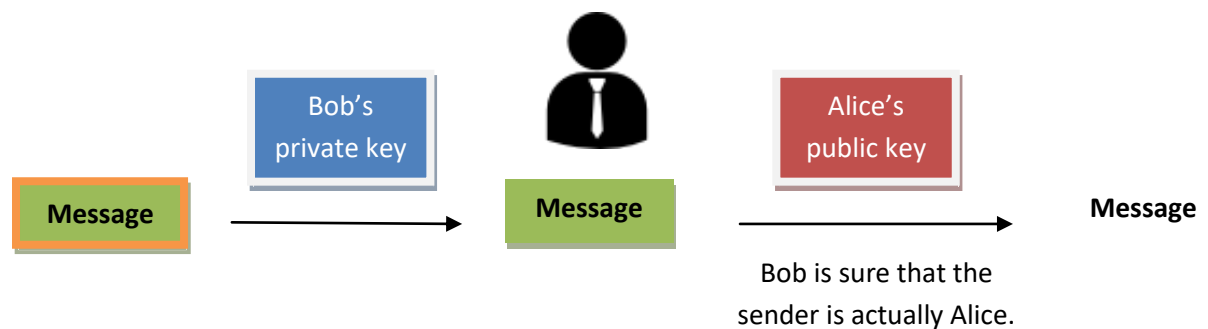 Bob's
private key
Alice's
public key
Message
Message
Message
Bob is sure that the
sender is actually Alice.